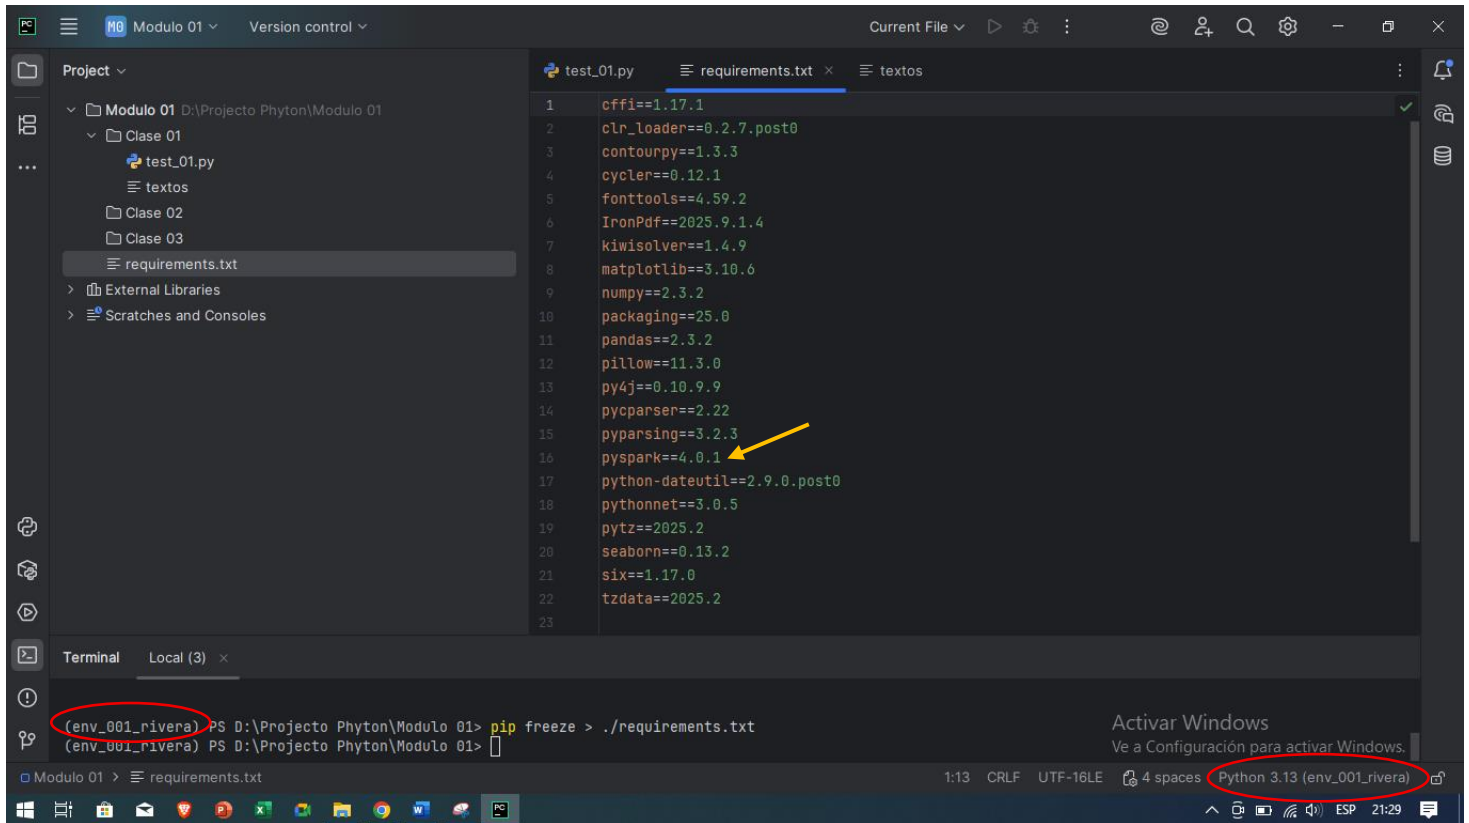 PC
M0 Modulo 01
Version control
Current File
Project
Modulo 01 D:\Projecto Phyton\Modulo 01
Clase 01
test_01.py
textos
Clase 02
Clase 03
requirements.txt
External Libraries
Scratches and Consoles
test_01.py
requirements.txt
textos
1 cffi==1.17.1
2 clr_loader==0.2.7.post0
3 contourpy==1.3.3
4 cycler==0.12.1
5 fonttools==4.59.2
6 IronPdf==2025.9.1.4
7 kiwisolver==1.4.9
8 matplotlib==3.10.6
9 numpy==2.3.2
10 packaging==25.0
11 pandas==2.3.2
12 pillow==11.3.0
13 py4j==0.10.9.9
14 pycparser==2.22
15 pyparsing==3.2.3
16 pyspark==4.0.1
17 python-dateutil==2.9.0.post0
18 pythonnet==3.0.5
19 pytz==2025.2
20 seaborn==0.13.2
21 six==1.17.0
22 tzdata==2025.2
23
Terminal
Local (3)
(env_001_rivera) PS D:\Projecto Phyton\Modulo 01> pip freeze > ./requirements.txt
(env_001_rivera) PS D:\Projecto Phyton\Modulo 01>
Activar Windows
Ve a Configuración para activar Windows.
Modulo 01 > requirements.txt
1:13
CRLF
UTF-16LE
4 spaces
Python 3.13 (env_001_rivera)
ESP
21:29